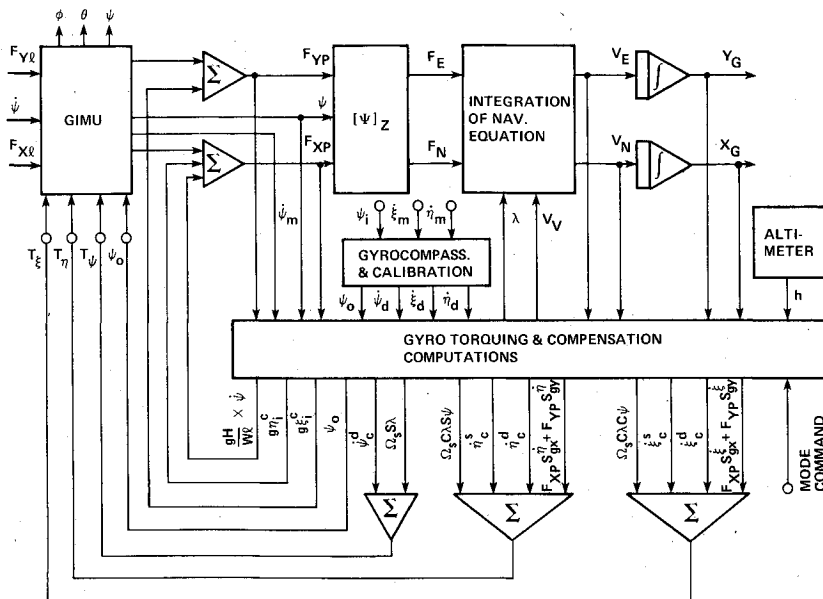 ϕ θ ψ
F_Yℓ
ψ̇
F_Xℓ
GIMU
Σ
Σ
F_YP
ψ
F_XP
[Ψ]_Z
F_E
F_N
INTEGRATION
OF NAV.
EQUATION
V_E
V_N
∫
∫
Y_G
X_G
ψ̇_m
ψ_i ξ̇_m η̇_m
λ V_V
ALTI-
METER
h
GYROCOMPASS.
& CALIBRATION
T_ξ T_η T_ψ ψ_o
ψ_o ψ̇_d ξ̇_d η̇_d
GYRO TORQUING & COMPENSATION
COMPUTATIONS
gH/Wℓ × ψ̇
gη_i^c
gξ_i^c
ψ_o
ψ̇_c^d
Ω_s Sλ
Ω_s CλSψ
η̇_c^s
η̇_c^d
F_XP S_gx^η̇ + F_YP S_gy^η̇
Ω_s CλCψ
ξ̇_c^s
ξ̇_c^d
F_XP S_gx^ξ̇ + F_YP S_gy^ξ̇
MODE
COMMAND
Σ
Σ
Σ